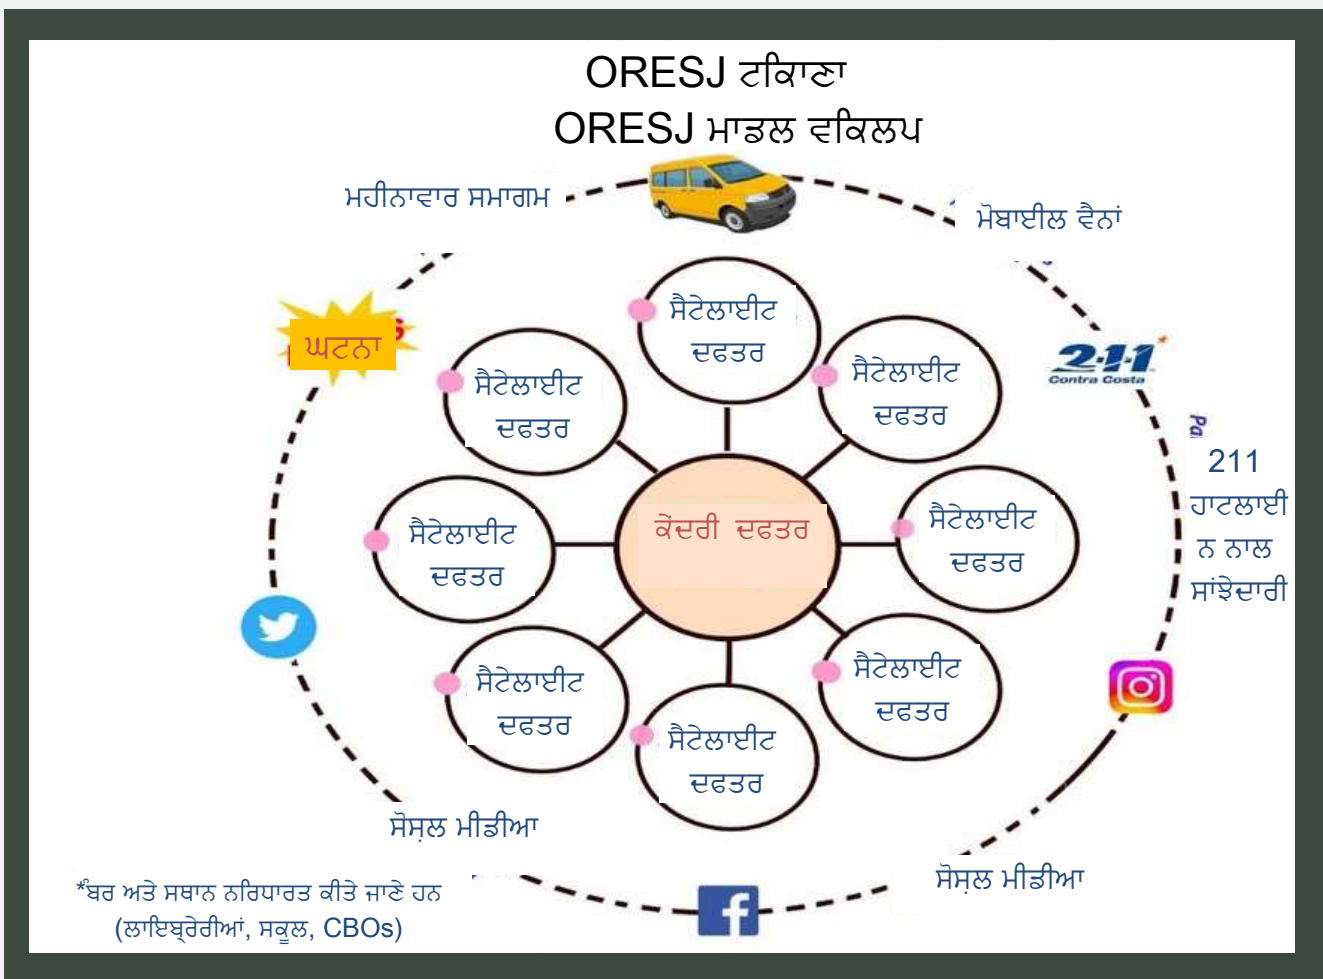 ORESJ ਟਕਿਾਣਾ
ORESJ ਮਾਡਲ ਵਕਿਲਪ
ਮਹੀਨਾਵਾਰ ਸਮਾਗਮ
ਮੋਬਾਈਲ ਵੈਨਾਂ
ਘਟਨਾ
ਸੈਟੇਲਾਈਟ
ਦਫਤਰ
ਸੈਟੇਲਾਈਟ
ਦਫਤਰ
ਸੈਟੇਲਾਈਟ
ਦਫਤਰ
2-1-1
Contra Costa
Pa
211
ਹਾਟਲਾਈ
ਨ ਨਾਲ
ਸਾਂਝੇਦਾਰੀ
ਸੈਟੇਲਾਈਟ
ਦਫਤਰ
ਕੇਂਦਰੀ ਦਫਤਰ
ਸੈਟੇਲਾਈਟ
ਦਫਤਰ
ਸੈਟੇਲਾਈਟ
ਦਫਤਰ
ਸੈਟੇਲਾਈਟ
ਦਫਤਰ
ਸੈਟੇਲਾਈਟ
ਦਫਤਰ
ਸੋਸ਼ਲ ਮੀਡੀਆ
ਸੋਸ਼ਲ ਮੀਡੀਆ
*ੰਬਰ ਅਤੇ ਸਥਾਨ ਨਰਿਧਾਰਤ ਕੀਤੇ ਜਾਣੇ ਹਨ
(ਲਾਇਬ੍ਰੇਰੀਆਂ, ਸਕੂਲ, CBOs)